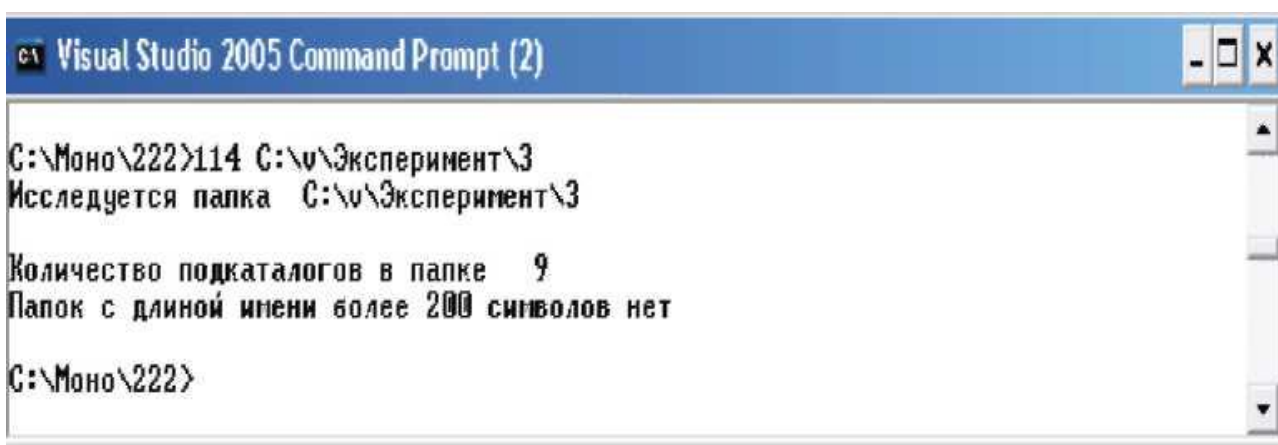 Visual Studio 2005 Command Prompt (2)
C:\Моно\222>114 C:\v\Эксперимент\3
Исследуется папка  C:\v\Эксперимент\3
Количество подкаталогов в папке   9
Папок с длиной имени более 200 символов нет
C:\Моно\222>